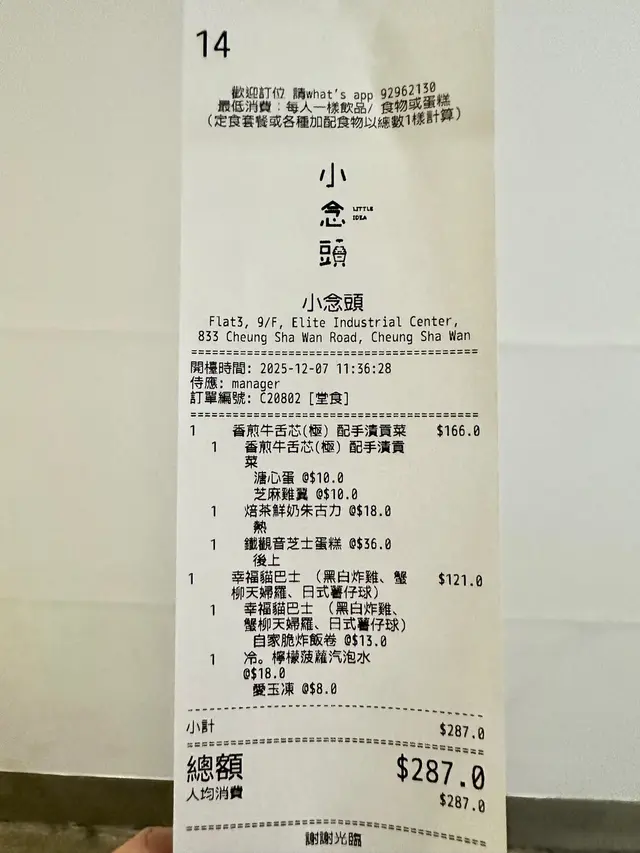 14
歡迎訂位 請what's app 92962130
最低消費：每人一樣飲品/ 食物或蛋糕
(定食套餐或各種加配食物以總數1樣計算)
小
念 LITTLE IDEA
頭
小念頭
Flat3, 9/F, Elite Industrial Center,
833 Cheung Sha Wan Road, Cheung Sha Wan
開檯時間: 2025-12-07 11:36:28
侍應: manager
訂單編號: C20802 [堂食]
1 香煎牛舌芯(極) 配手漬貢菜 $166.0
1 香煎牛舌芯(極) 配手漬貢
菜
溏心蛋 @$10.0
芝麻雞翼 @$10.0
1 焙茶鮮奶朱古力 @$18.0
熱
1 鐵觀音芝士蛋糕 @$36.0
後上
1 幸福貓巴士 （黑白炸雞、蟹 $121.0
柳天婦羅、日式薯仔球）
1 幸福貓巴士 （黑白炸雞、
蟹柳天婦羅、日式薯仔球）
自家脆炸飯卷 @$13.0
1 冷。檸檬菠蘿汽泡水
@$18.0
愛玉凍 @$8.0
小計 $287.0
總額 $287.0
人均消費 $287.0
謝謝光臨